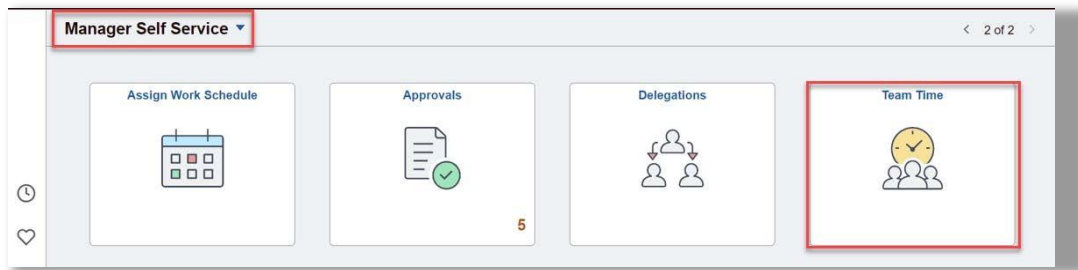 Manager Self Service
2 of 2
Assign Work Schedule
Approvals
Delegations
Team Time
5